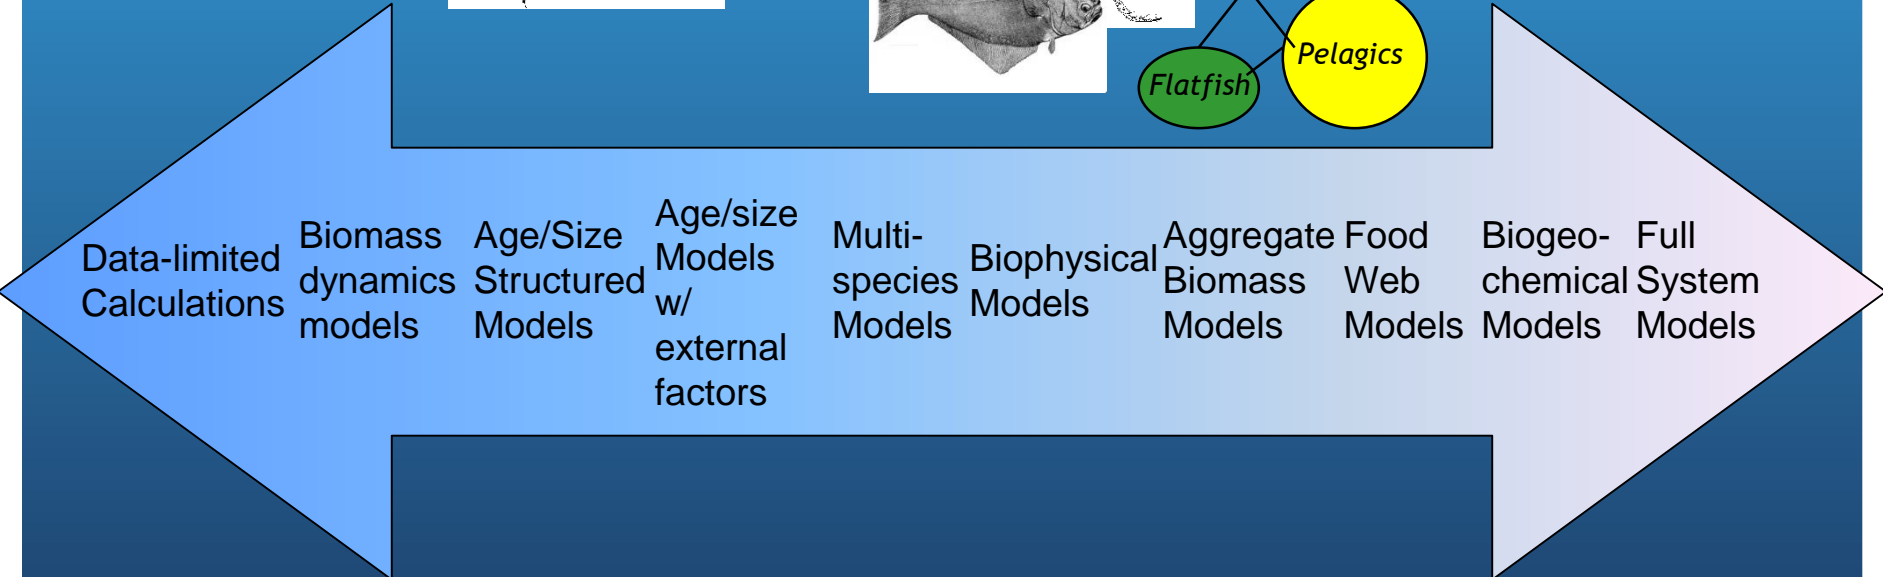 Flatfish
Pelagics
Data-limited
Calculations
Biomass
dynamics
models
Age/Size
Structured
Models
Age/size
Models
w/
external
factors
Multi-
species
Models
Biophysical
Models
Aggregate
Biomass
Models
Food
Web
Models
Biogeo-
chemical
Models
Full
System
Models